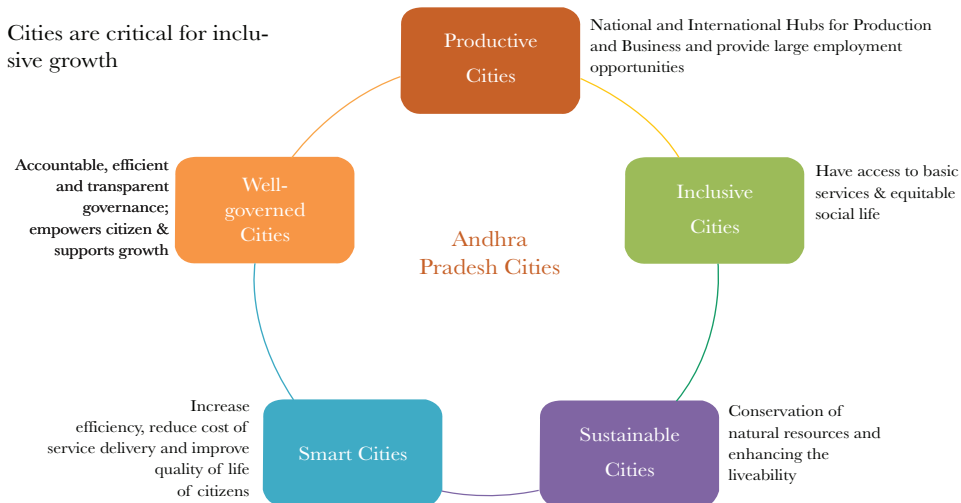 Cities are critical for inclu-
sive growth
Productive
Cities
National and International Hubs for Production
and Business and provide large employment
opportunities
Accountable, efficient
and transparent
governance;
empowers citizen &
supports growth
Well-
governed
Cities
Inclusive
Cities
Have access to basic
services & equitable
social life
Andhra
Pradesh Cities
Increase
efficiency, reduce cost of
service delivery and improve
quality of life
of citizens
Smart Cities
Sustainable
Cities
Conservation of
natural resources and
enhancing the
liveability